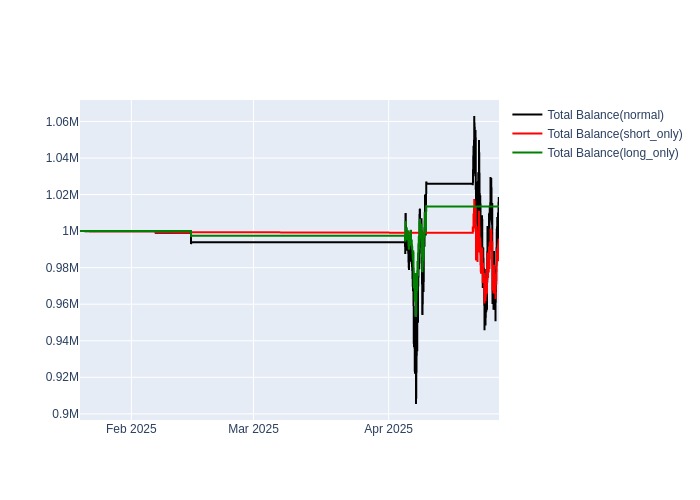 1.06M
1.04M
1.02M
1M
0.98M
0.96M
0.94M
0.92M
0.9M
Feb 2025
Mar 2025
Apr 2025
Total Balance(normal)
Total Balance(short_only)
Total Balance(long_only)